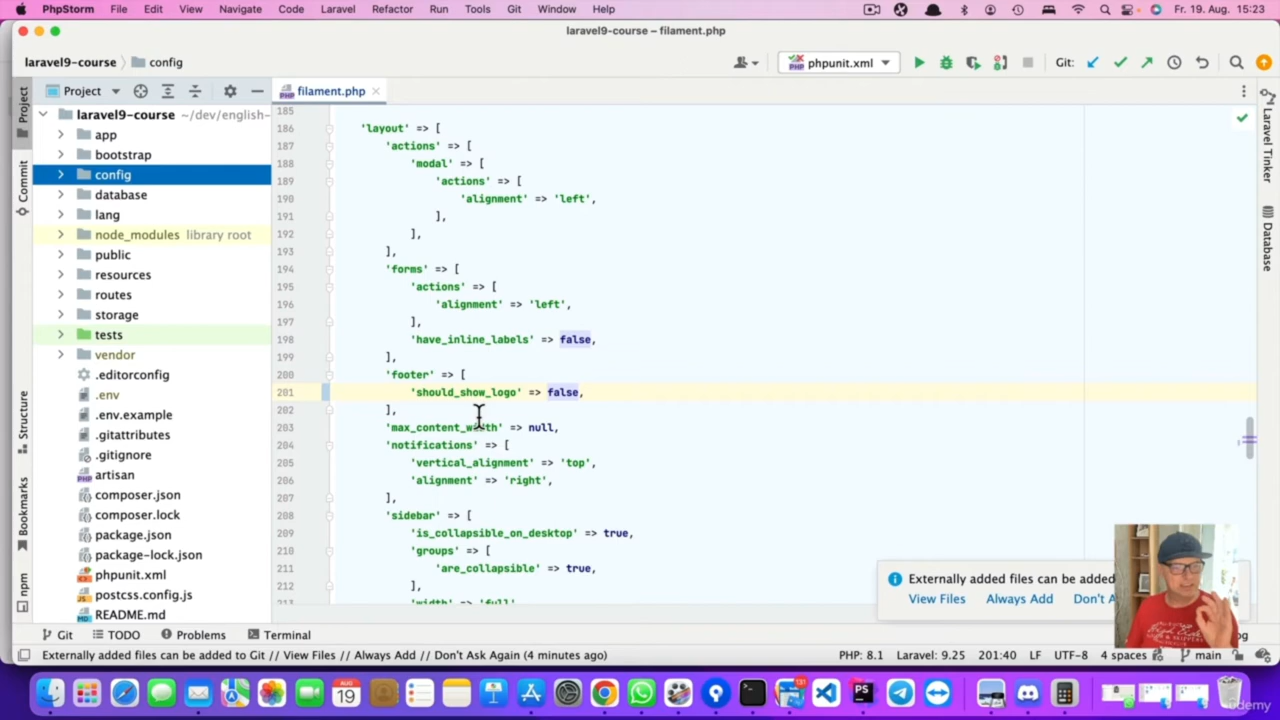 PhpStorm File Edit View Navigate Code Laravel Refactor Run Tools Git Window Help Fr. 19. Aug. 15:23
laravel9-course – filament.php
laravel9-course config phpunit.xml Git:
Project filament.php
Project
Commit
Structure
Bookmarks
npm
laravel9-course ~/dev/english-
app
bootstrap
config
database
lang
node_modules library root
public
resources
routes
storage
tests
vendor
.editorconfig
.env
.env.example
.gitattributes
.gitignore
artisan
composer.json
composer.lock
package.json
package-lock.json
phpunit.xml
postcss.config.js
README.md
185
186 'layout' => [
187 'actions' => [
188 'modal' => [
189 'actions' => [
190 'alignment' => 'left',
191 ],
192 ],
193 ],
194 'forms' => [
195 'actions' => [
196 'alignment' => 'left',
197 ],
198 'have_inline_labels' => false,
199 ],
200 'footer' => [
201 'should_show_logo' => false,
202 ],
203 'max_content_width' => null,
204 'notifications' => [
205 'vertical_alignment' => 'top',
206 'alignment' => 'right',
207 ],
208 'sidebar' => [
209 'is_collapsible_on_desktop' => true,
210 'groups' => [
211 'are_collapsible' => true,
212 ],
213 'width' => 'full'
Laravel Tinker
Database
Externally added files can be added
View Files Always Add Don't A
Git TODO Problems Terminal
Externally added files can be added to Git // View Files // Always Add // Don't Ask Again (4 minutes ago) PHP: 8.1 Laravel: 9.25 201:40 LF UTF-8 4 spaces main
AUG
19
PS